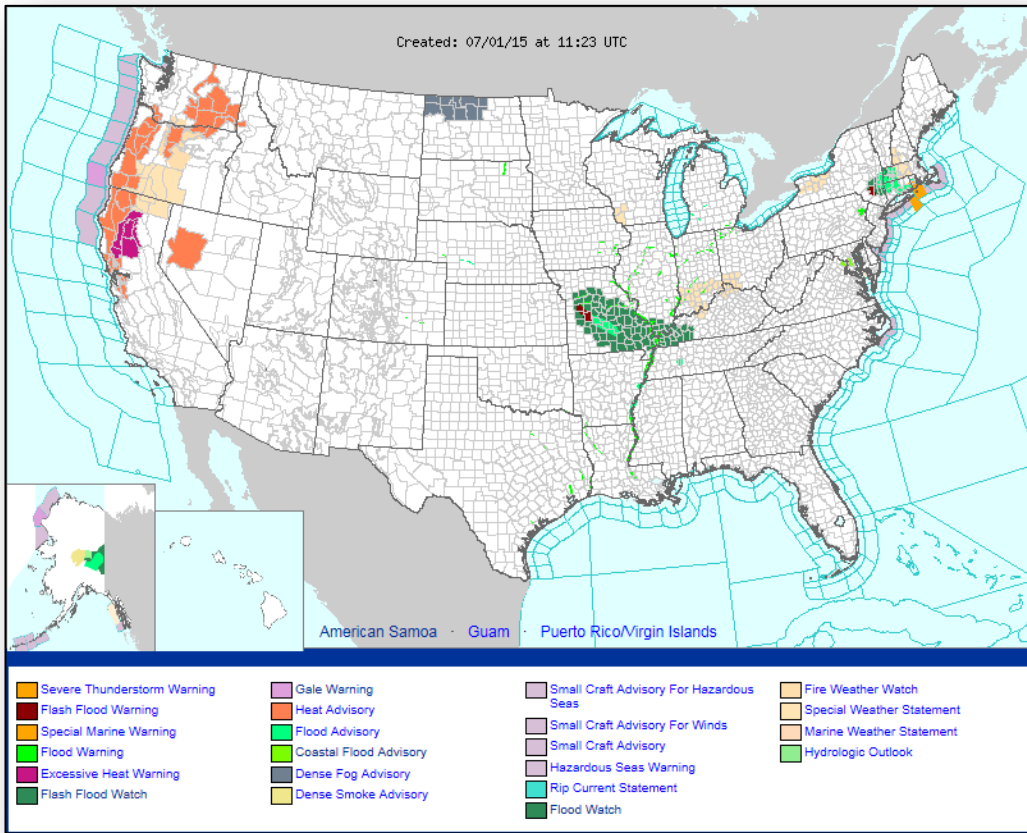 Created: 07/01/15 at 11:23 UTC
American Samoa · Guam · Puerto Rico/Virgin Islands
Severe Thunderstorm Warning
Flash Flood Warning
Special Marine Warning
Flood Warning
Excessive Heat Warning
Flash Flood Watch
Gale Warning
Heat Advisory
Flood Advisory
Coastal Flood Advisory
Dense Fog Advisory
Dense Smoke Advisory
Small Craft Advisory For Hazardous
Seas
Small Craft Advisory For Winds
Small Craft Advisory
Hazardous Seas Warning
Rip Current Statement
Flood Watch
Fire Weather Watch
Special Weather Statement
Marine Weather Statement
Hydrologic Outlook